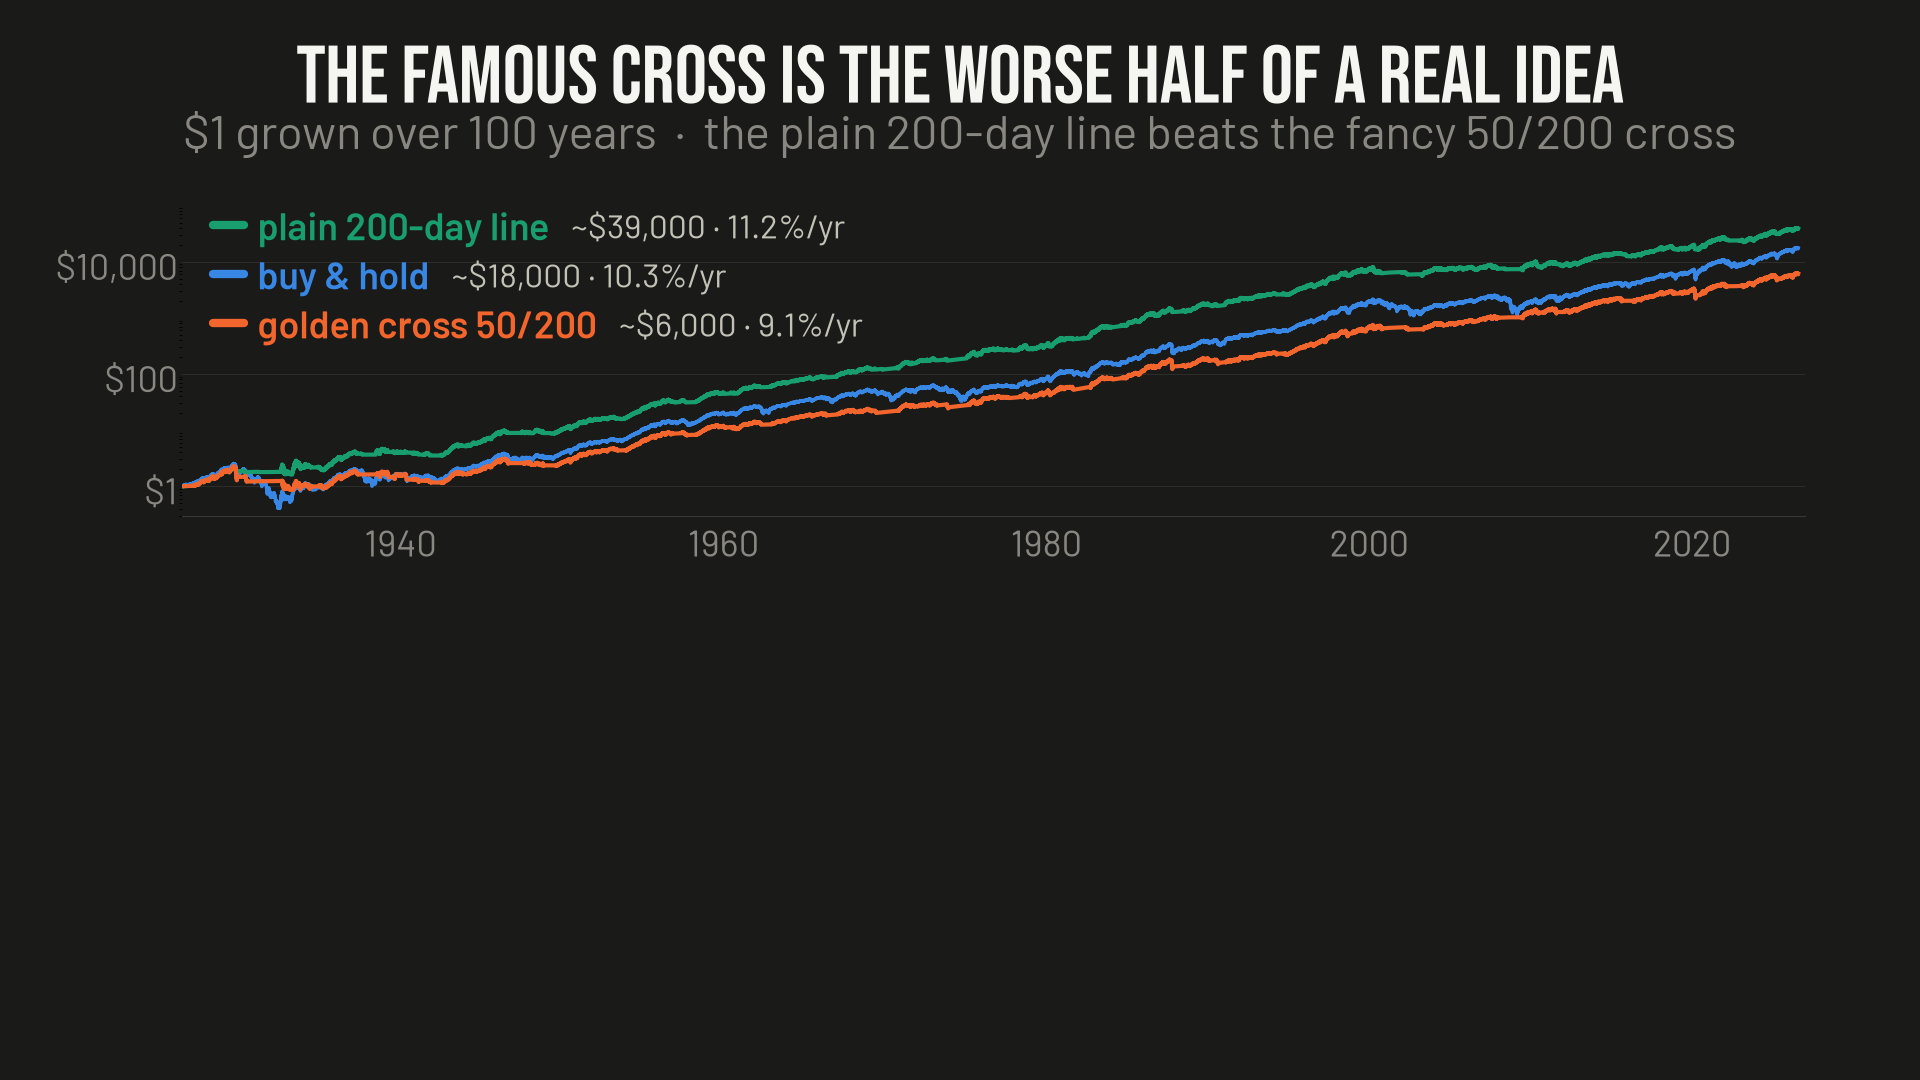 THE FAMOUS CROSS IS THE WORSE HALF OF A REAL IDEA
$1 grown over 100 years · the plain 200-day line beats the fancy 50/200 cross
plain 200-day line ~$39,000 · 11.2%/yr
buy & hold ~$18,000 · 10.3%/yr
golden cross 50/200 ~$6,000 · 9.1%/yr
$10,000
$100
$1
1940 1960 1980 2000 2020